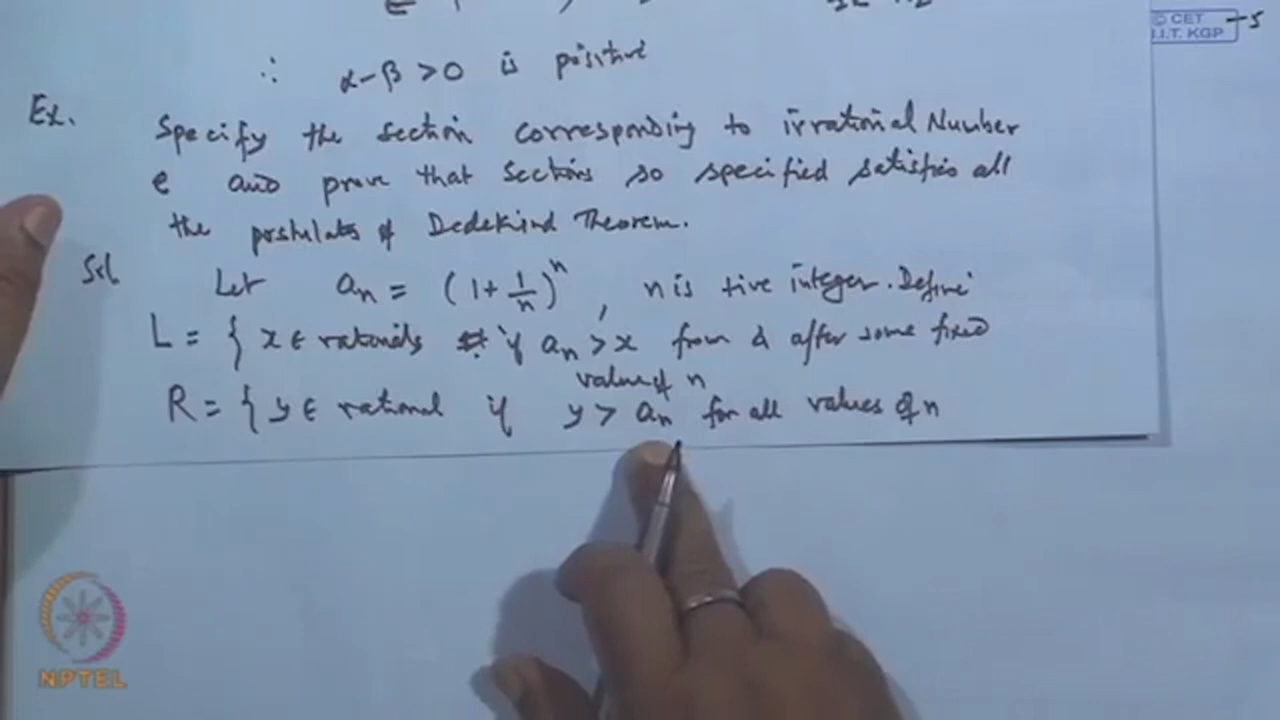 © CET
I.I.T. KGP
-5
∴ α-β > 0 is positive
Ex. Specify the section corresponding to irrational Number
e and prove that Sections so specified satisfies all
the postulats of Dedekind Theorem.
Sol Let an = (1+1/n)^n, n is +ive integer. Define
L = { x ∈ rationals if an > x from & after some fixed
value of n
R = { y ∈ rational if y > an for all values of n
NPTEL